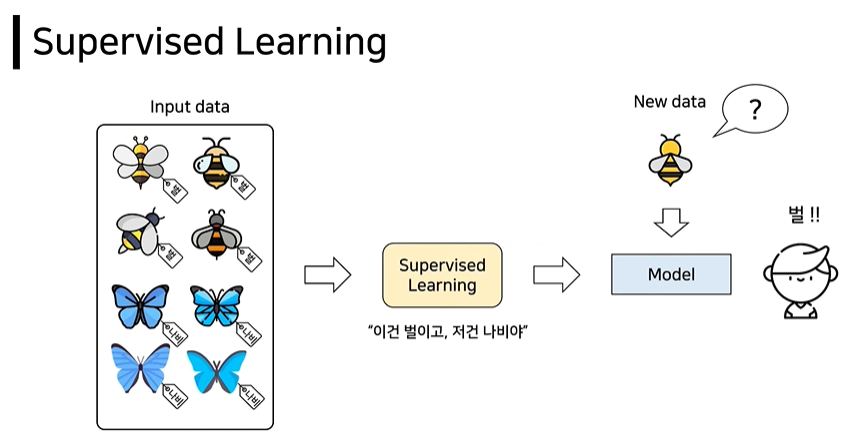 Supervised Learning
Input data
벌
벌
벌
벌
나비
나비
나비
나비
Supervised
Learning
“이건 벌이고, 저건 나비야”
New data
?
Model
벌 !!